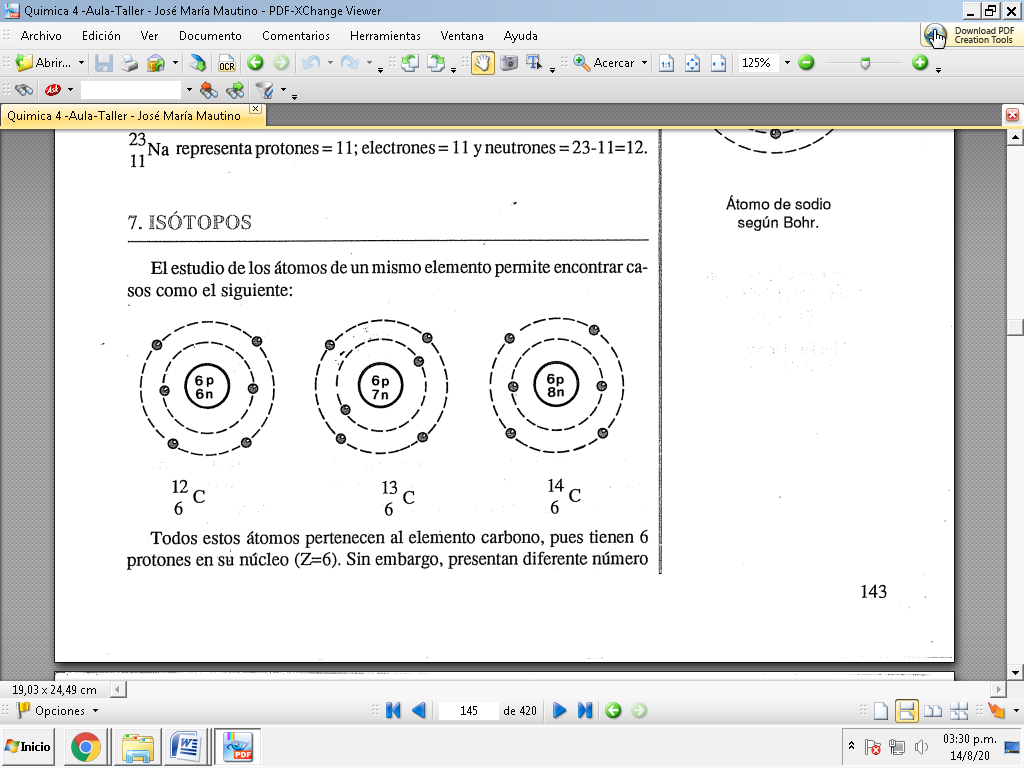 Quimica 4 -Aula-Taller - José María Mautino - PDF-XChange Viewer
Archivo Edición Ver Documento Comentarios Herramientas Ventana Ayuda
Download PDF
Creation Tools
Abrir... OCR Acercar 1:1 125%
Quimica 4 -Aula-Taller - José María Mautino
23
11 Na representa protones = 11; electrones = 11 y neutrones = 23-11=12.
Átomo de sodio
según Bohr.
7. ISÓTOPOS
El estudio de los átomos de un mismo elemento permite encontrar ca-
sos como el siguiente:
6p
6n
6p
7n
6p
8n
12
6 C
13
6 C
14
6 C
Todos estos átomos pertenecen al elemento carbono, pues tienen 6
protones en su núcleo (Z=6). Sin embargo, presentan diferente número
143
19,03 x 24,49 cm
Opciones 145 de 420
Inicio PDF 03:30 p.m.
14/8/20